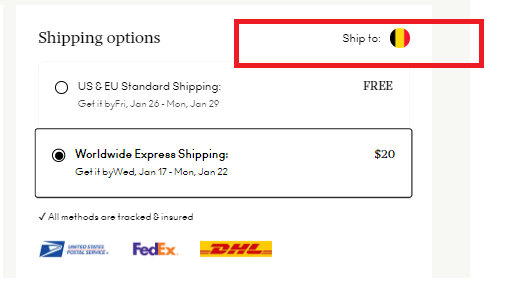 Shipping options
Ship to:
US & EU Standard Shipping: FREE
Get it byFri, Jan 26 - Mon, Jan 29
Worldwide Express Shipping: $20
Get it byWed, Jan 17 - Mon, Jan 22
✓ All methods are tracked & insured
UNITED STATES
POSTAL SERVICE. FedEx. DHL